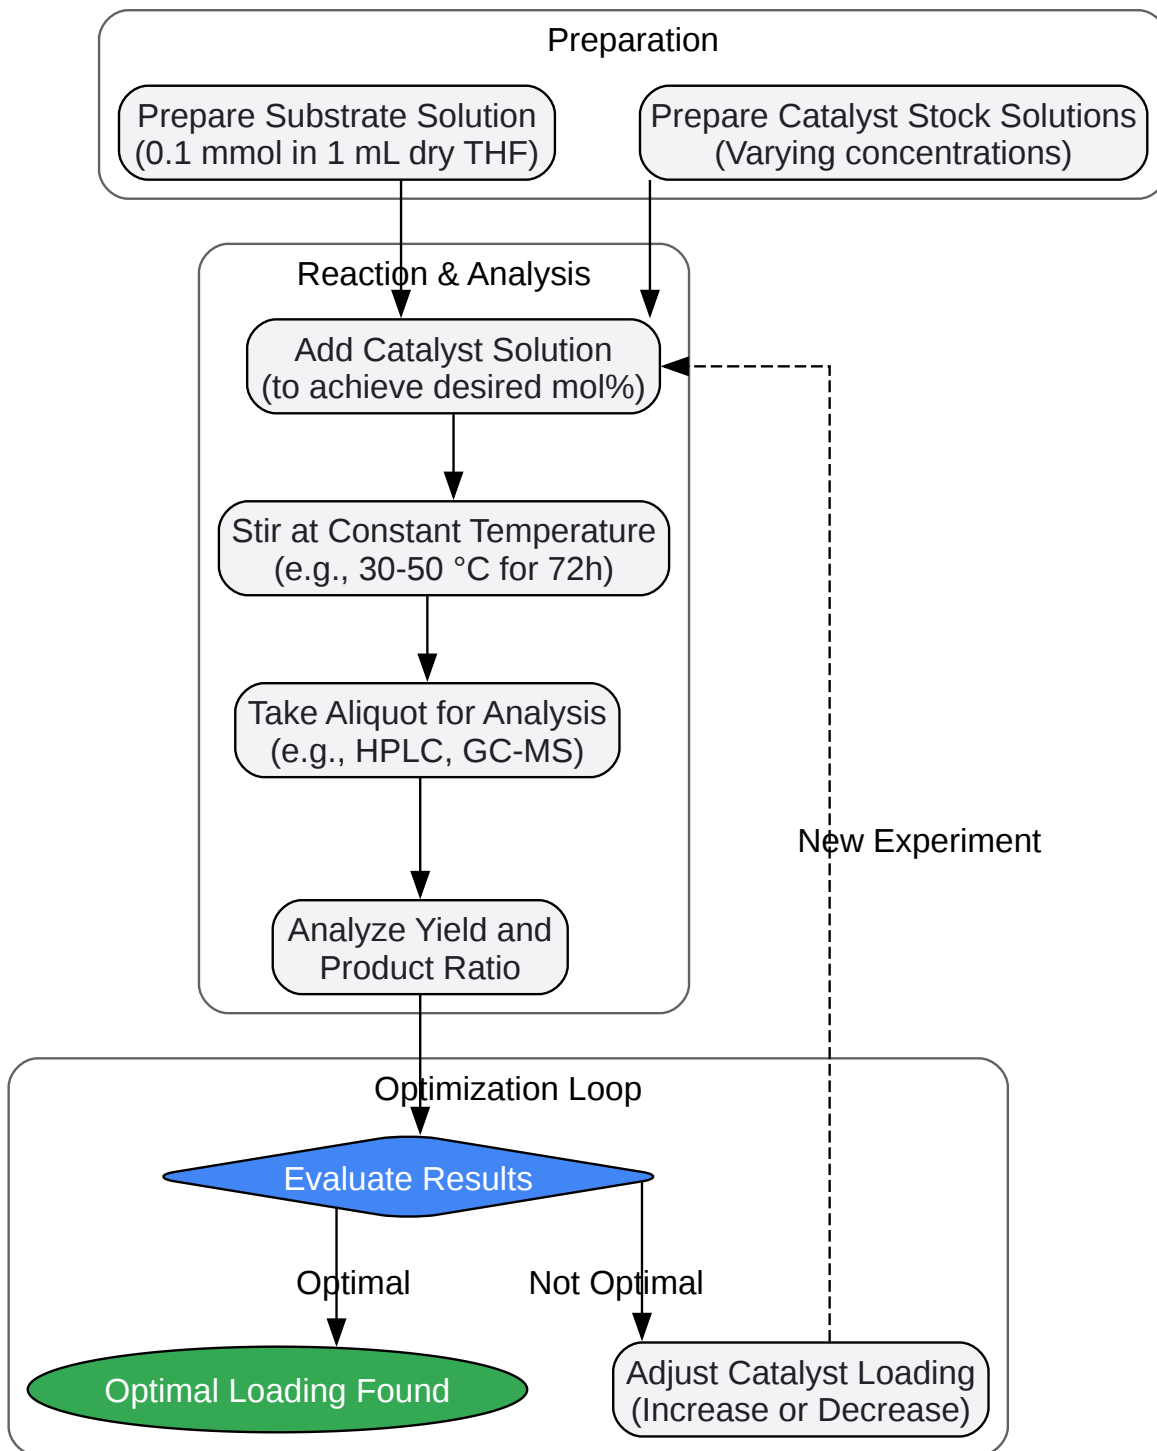 Preparation
Prepare Substrate Solution
(0.1 mmol in 1 mL dry THF)
Prepare Catalyst Stock Solutions
(Varying concentrations)
Reaction & Analysis
Add Catalyst Solution
(to achieve desired mol%)
Stir at Constant Temperature
(e.g., 30-50 °C for 72h)
Take Aliquot for Analysis
(e.g., HPLC, GC-MS)
New Experiment
Analyze Yield and
Product Ratio
Optimization Loop
Evaluate Results
Optimal
Not Optimal
Optimal Loading Found
Adjust Catalyst Loading
(Increase or Decrease)